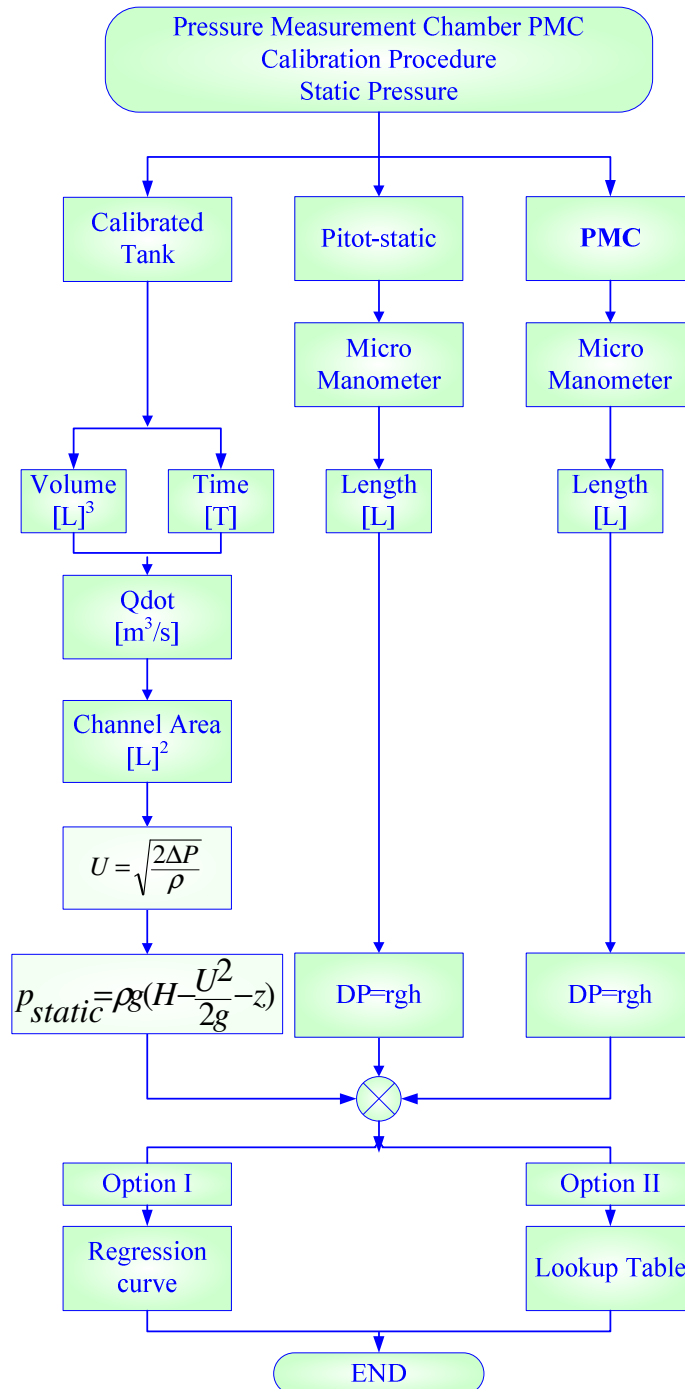 Pressure Measurement Chamber PMC
Calibration Procedure
Static Pressure
Calibrated
Tank
Pitot-static
PMC
Micro
Manometer
Micro
Manometer
Volume
[L]³
Time
[T]
Length
[L]
Length
[L]
Qdot
[m³/s]
Channel Area
[L]²
U = √(2ΔP/ρ)
p_static=ρg(H−U²/2g−z)
DP=rgh
DP=rgh
Option I
Option II
Regression
curve
Lookup Table
END